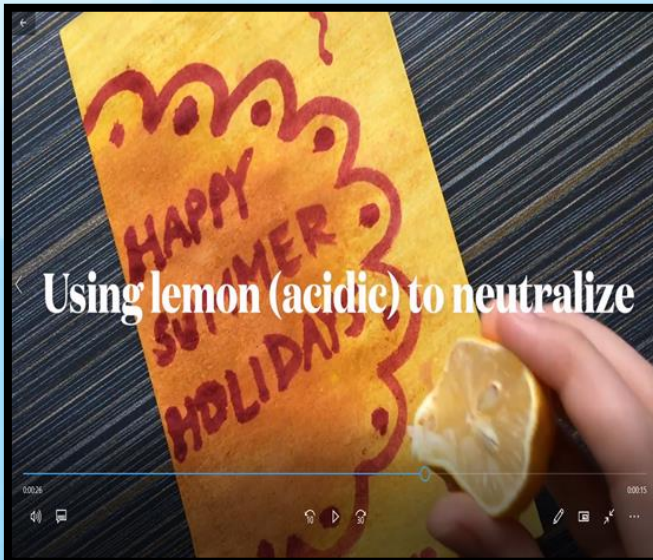 HAPPY
SUMMER
Using lemon (acidic) to neutralize
HOLIDAYS
0:00:26
0:00:15
10
30